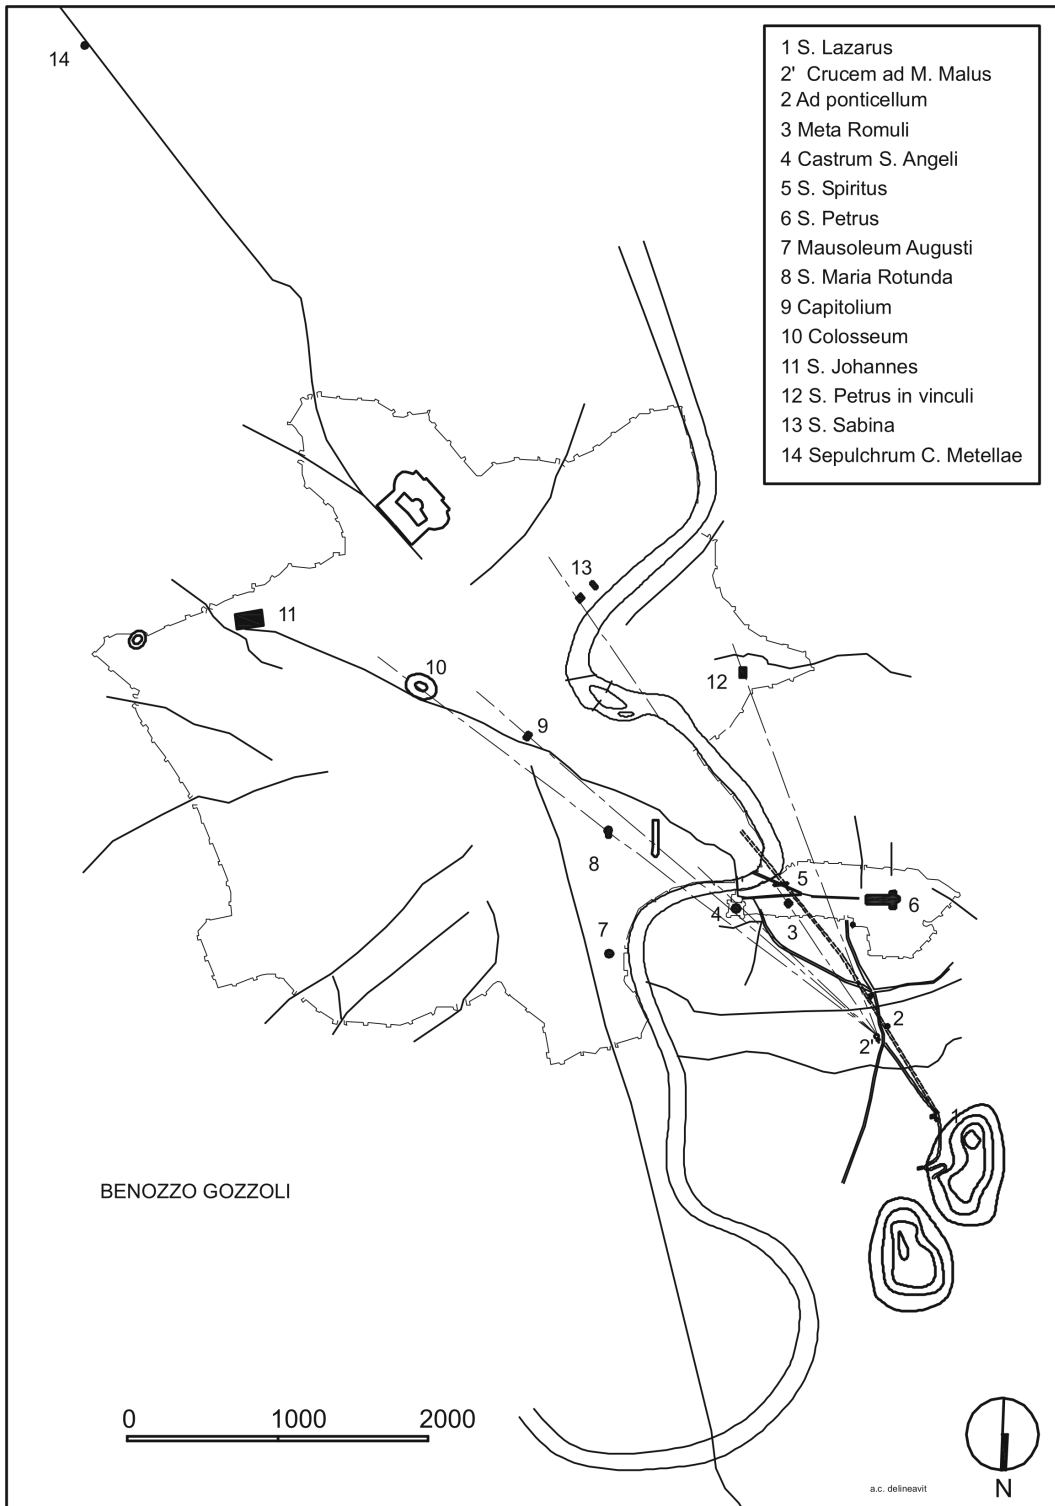 14
1 S. Lazarus
2' Crucem ad M. Malus
2 Ad ponticellum
3 Meta Romuli
4 Castrum S. Angeli
5 S. Spiritus
6 S. Petrus
7 Mausoleum Augusti
8 S. Maria Rotunda
9 Capitolium
10 Colosseum
11 S. Johannes
12 S. Petrus in vinculi
13 S. Sabina
14 Sepulchrum C. Metellae
13
11
10
12
9
8
5
6
4
3
7
2
2'
1
BENOZZO GOZZOLI
0 1000 2000
a.c. delineavit
N